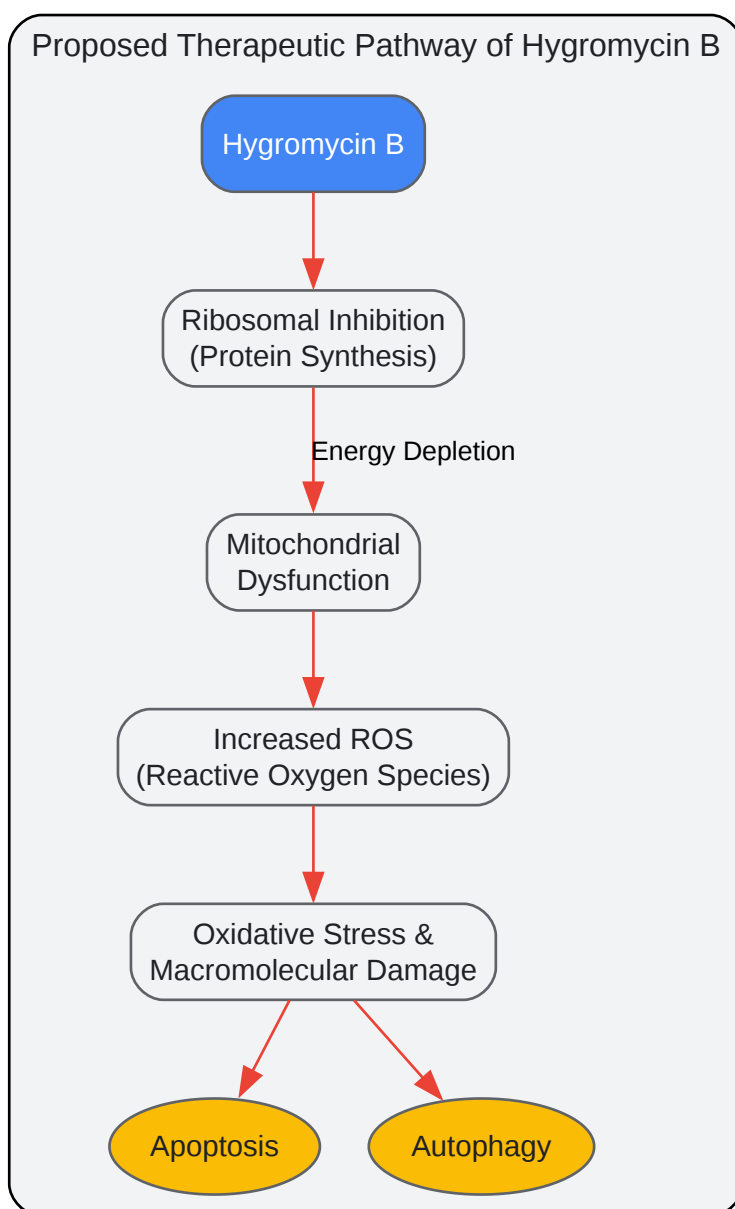 Proposed Therapeutic Pathway of Hygromycin B
Hygromycin B
Ribosomal Inhibition
(Protein Synthesis)
Energy Depletion
Mitochondrial
Dysfunction
Increased ROS
(Reactive Oxygen Species)
Oxidative Stress &
Macromolecular Damage
Apoptosis
Autophagy